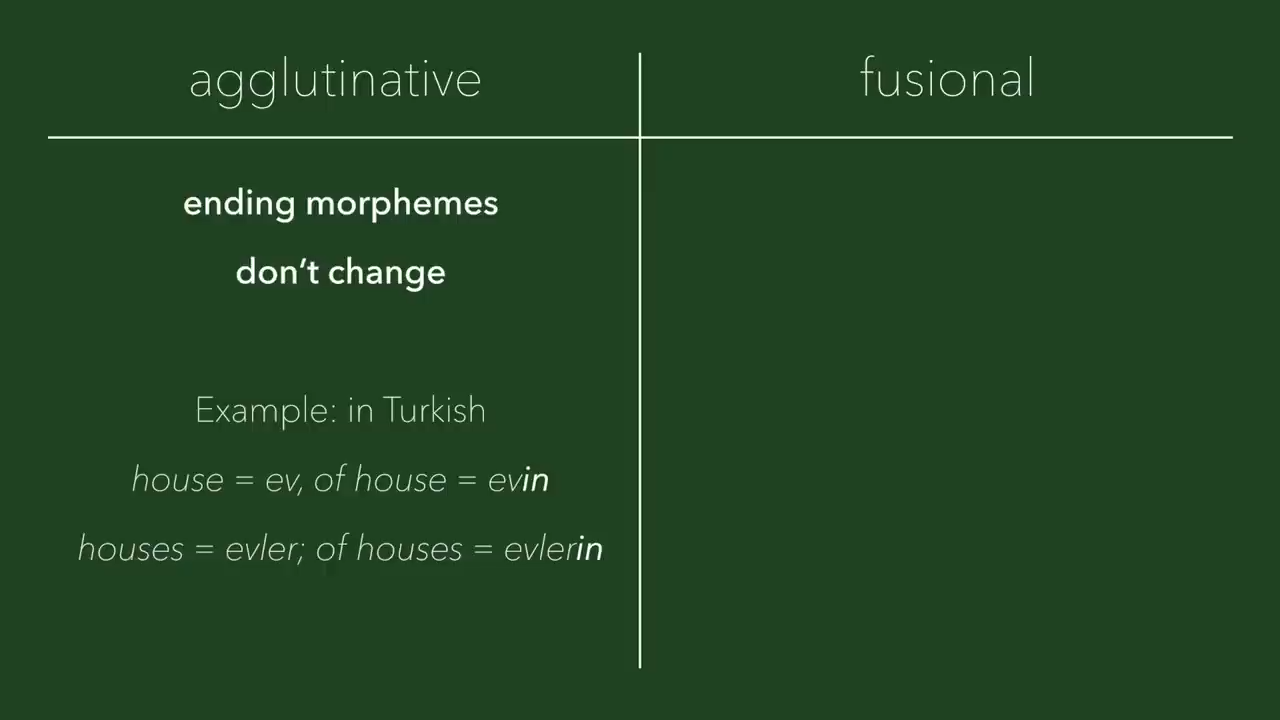 agglutinative
fusional
ending morphemes
don’t change
Example: in Turkish
house = ev, of house = evin
houses = evler; of houses = evlerin